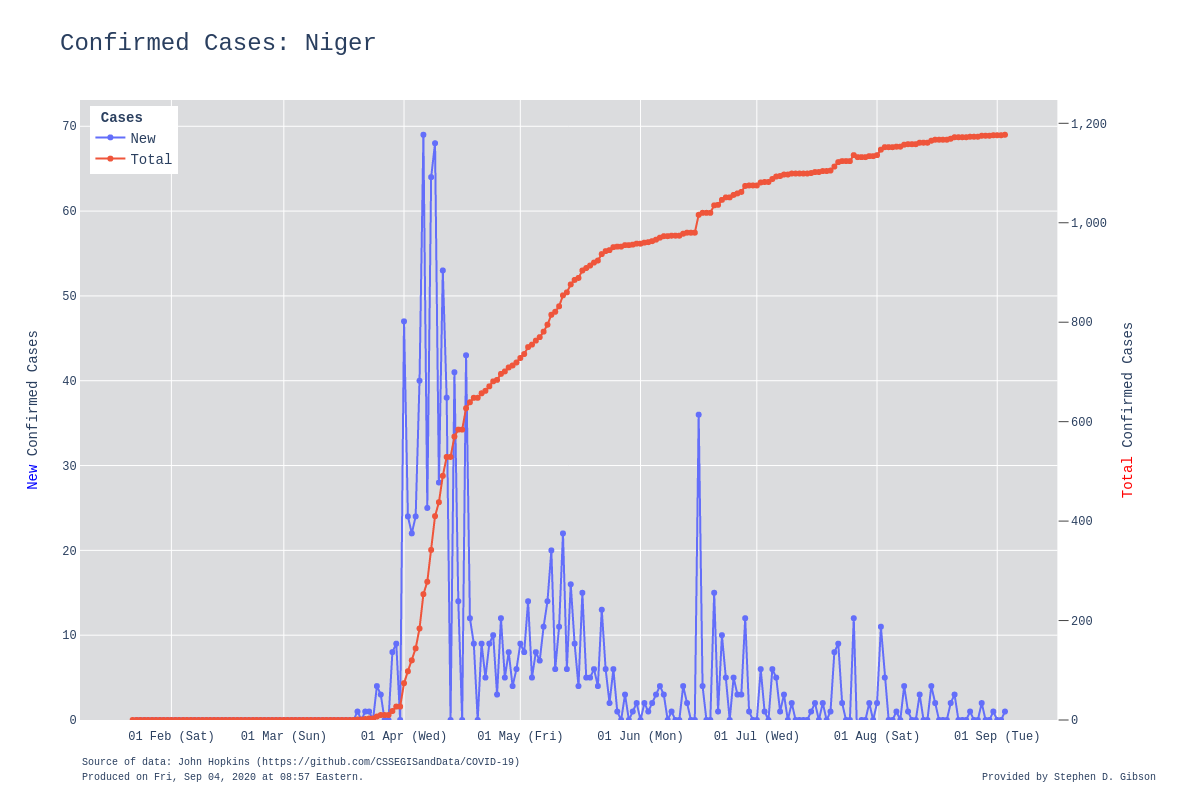 Confirmed Cases: Niger
Cases
New
Total
70
60
50
40
30
20
10
0
1,200
1,000
800
600
400
200
0
New Confirmed Cases
Total Confirmed Cases
01 Feb (Sat)
01 Mar (Sun)
01 Apr (Wed)
01 May (Fri)
01 Jun (Mon)
01 Jul (Wed)
01 Aug (Sat)
01 Sep (Tue)
Source of data: John Hopkins (https://github.com/CSSEGISandData/COVID-19)
Produced on Fri, Sep 04, 2020 at 08:57 Eastern.
Provided by Stephen D. Gibson